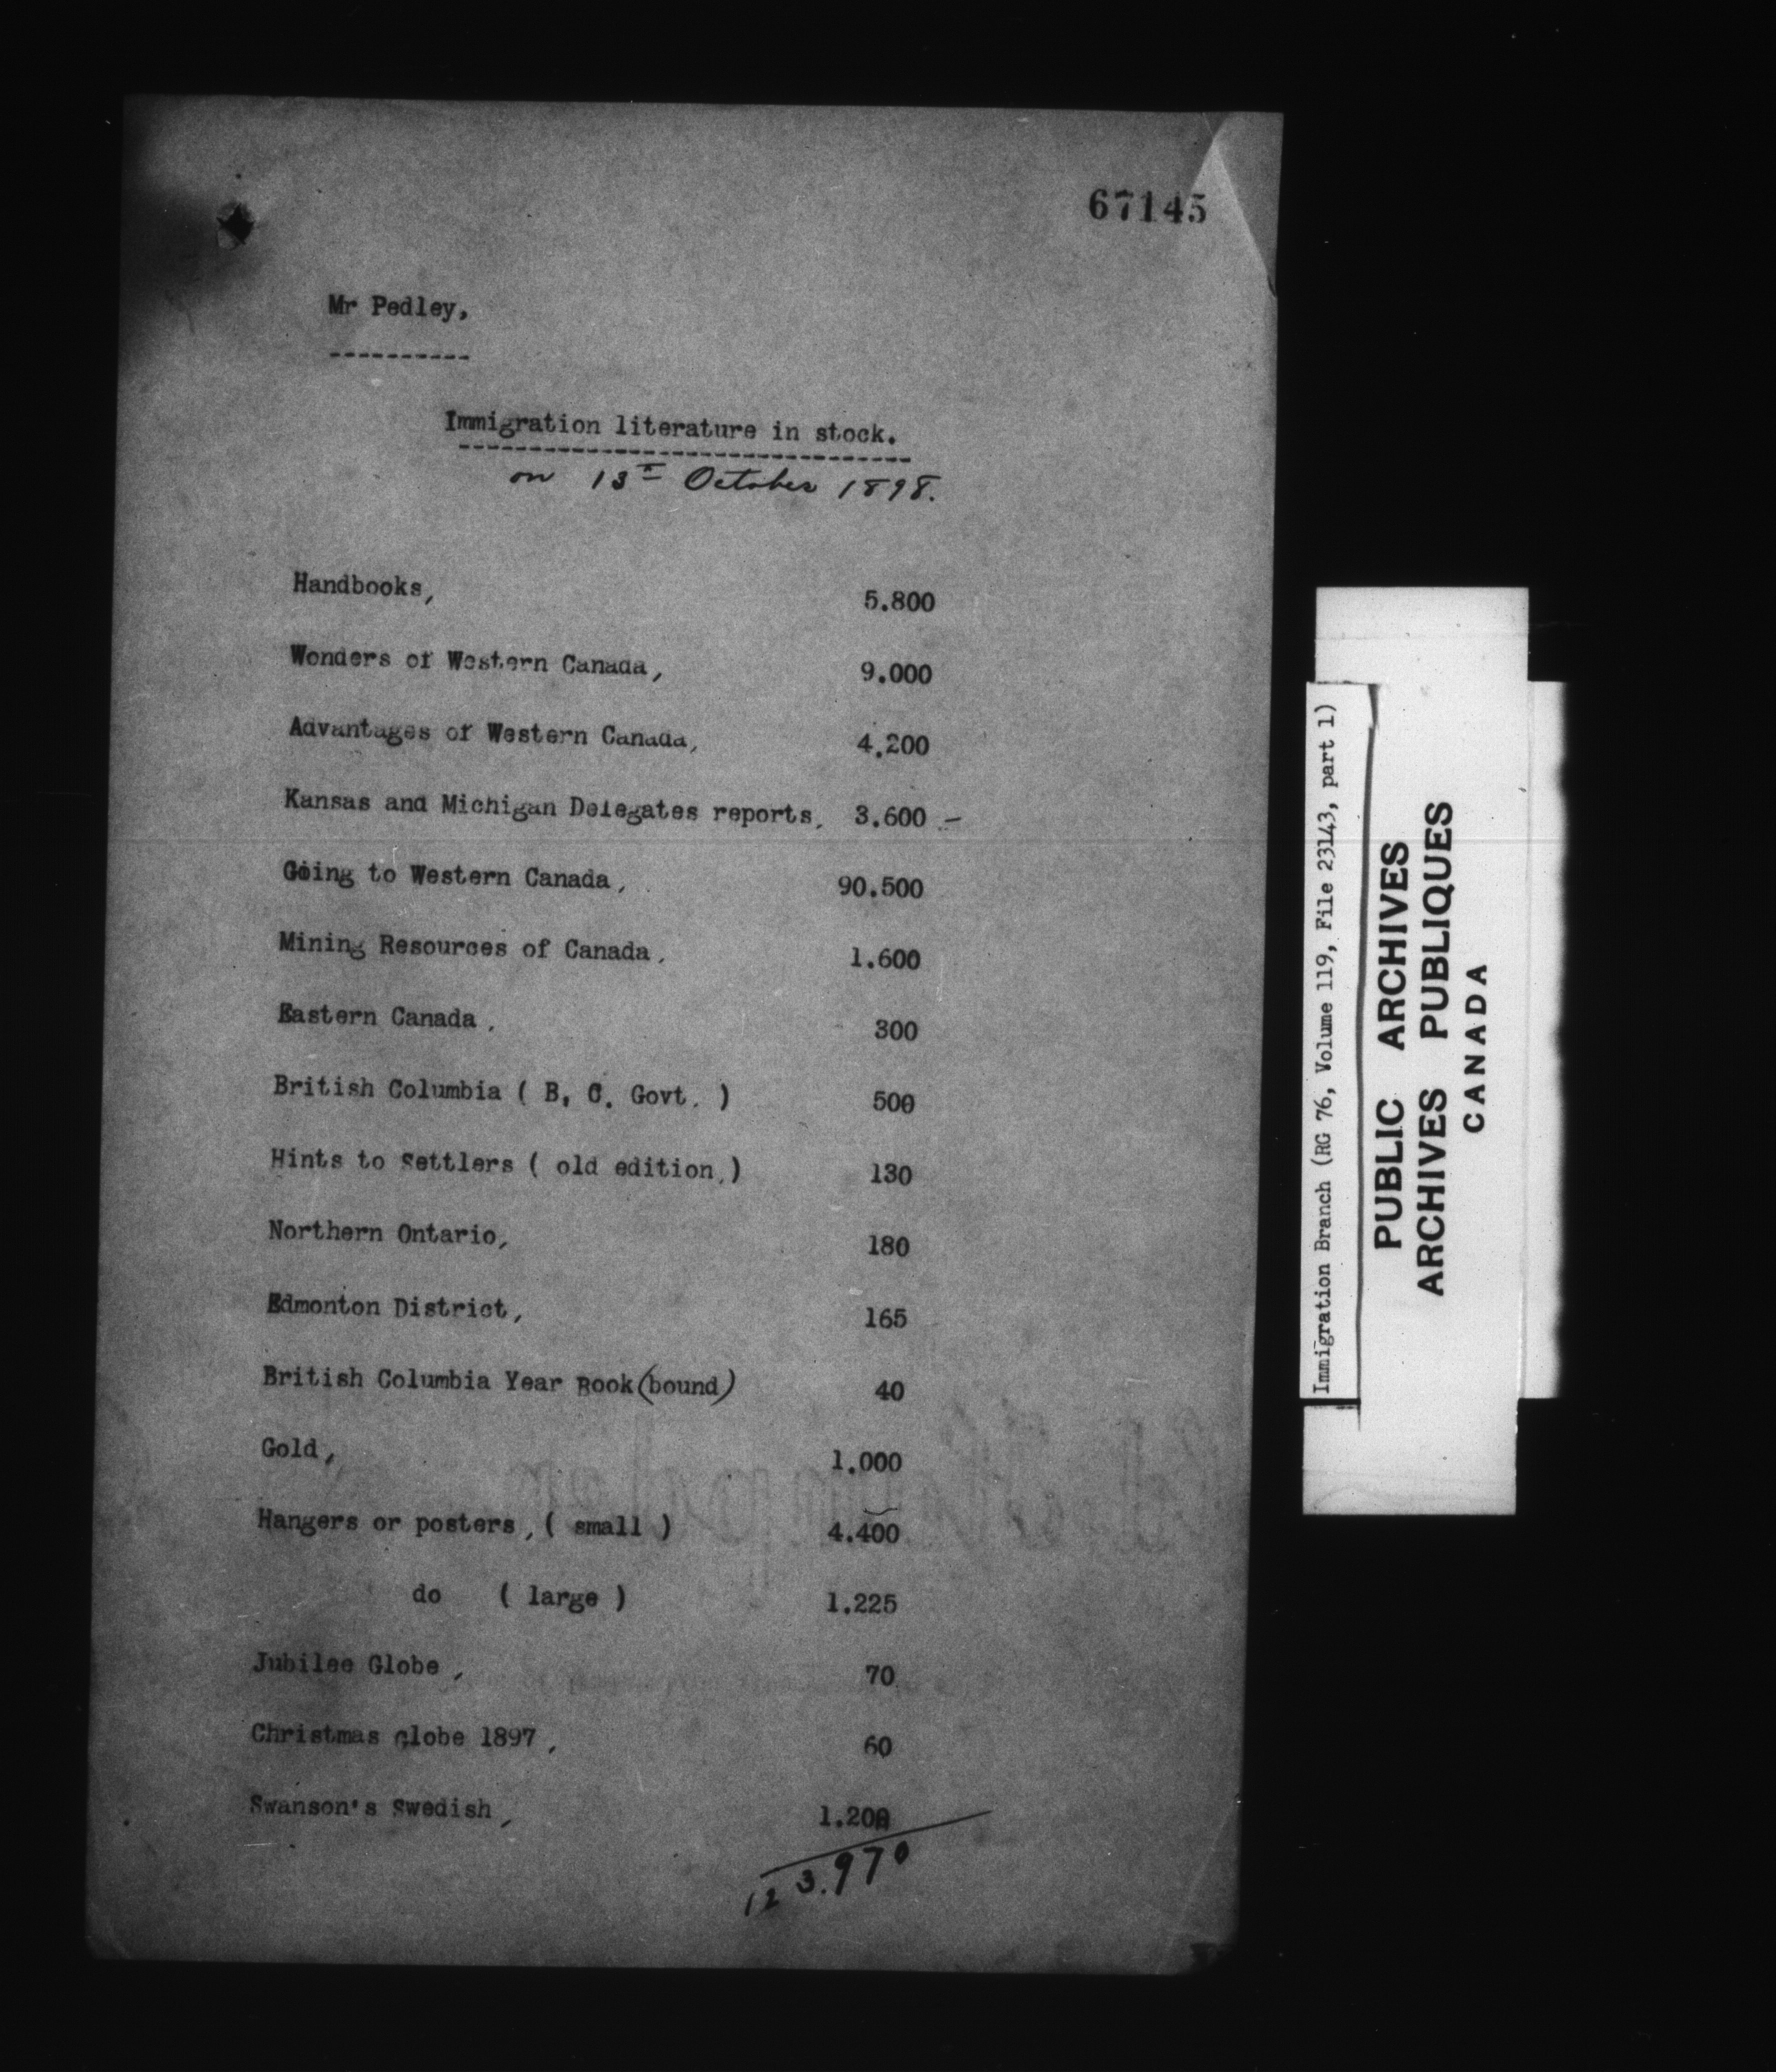 67145
Mr Pedley,
----------
Immigration literature in stock.
--------------------------------
on 13th October 1898.
Handbooks, 5.800
Wonders of Western Canada, 9.000
Advantages of Western Canada, 4.200
Kansas and Michigan Delegates reports, 3.600 -
Going to Western Canada, 90.500
Mining Resources of Canada, 1.600
Eastern Canada, 300
British Columbia ( B, C. Govt. ) 500
Hints to Settlers ( old edition,) 130
Northern Ontario, 180
Edmonton District, 165
British Columbia Year Book (bound) 40
Gold, 1.000
Hangers or posters, ( small ) 4.400
do ( large ) 1.225
Jubilee Globe, 70
Christmas Globe 1897, 60
Swanson's Swedish, 1.200
123.970
Immigration Branch (RG 76, Volume 119, File 23143, part 1)
PUBLIC ARCHIVES
ARCHIVES PUBLIQUES
CANADA